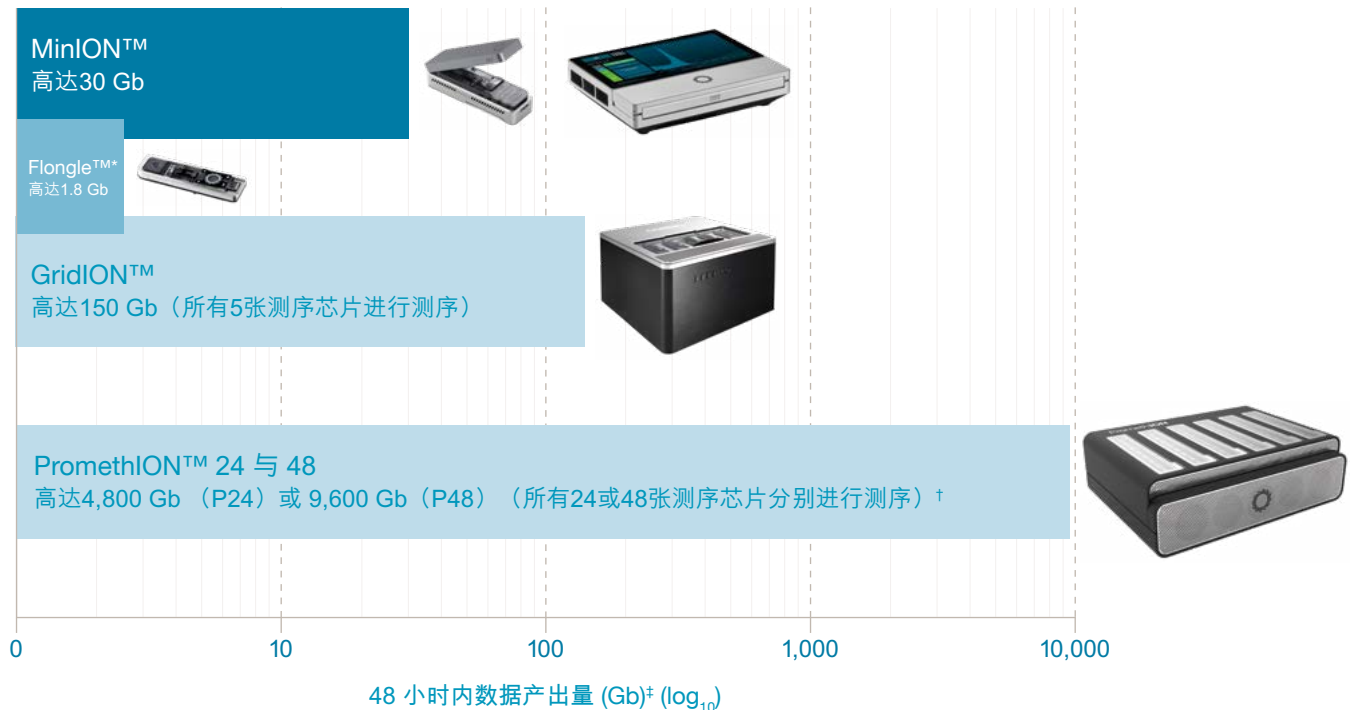 MinION™
高达30 Gb
Flongle™*
高达1.8 Gb
GridION™
高达150 Gb（所有5张测序芯片进行测序）
PromethION™ 24 与 48
高达4,800 Gb （P24）或 9,600 Gb（P48）（所有24或48张测序芯片分别进行测序）†
0
10
100
1,000
10,000
48 小时内数据产出量 (Gb)‡ (log₁₀)